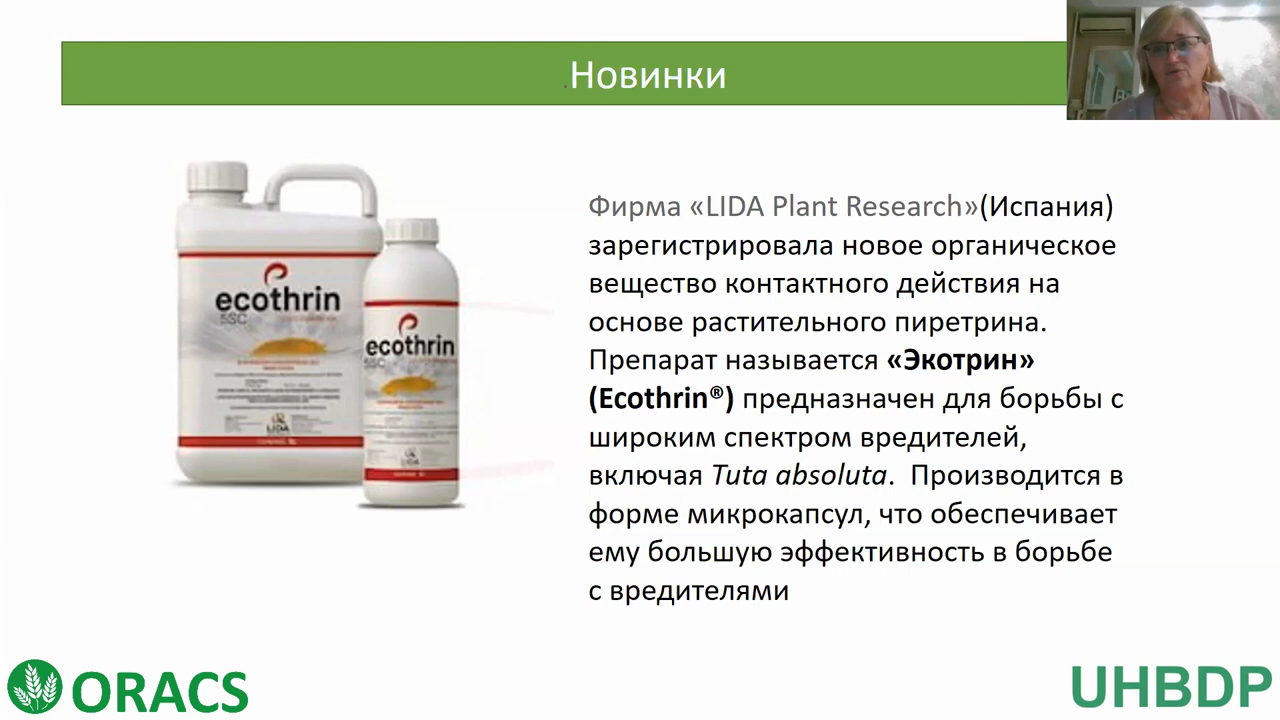 Новинки
Фирма «LIDA Plant Research»(Испания)
зарегистрировала новое органическое
вещество контактного действия на
основе растительного пиретрина.
Препарат называется «Экотрин»
(Ecothrin®) предназначен для борьбы с
широким спектром вредителей,
включая Tuta absoluta. Производится в
форме микрокапсул, что обеспечивает
ему большую эффективность в борьбе
с вредителями
ecothrin
5SC
LIDA
ecothrin
5SC
LIDA
ORACS
UHBDP